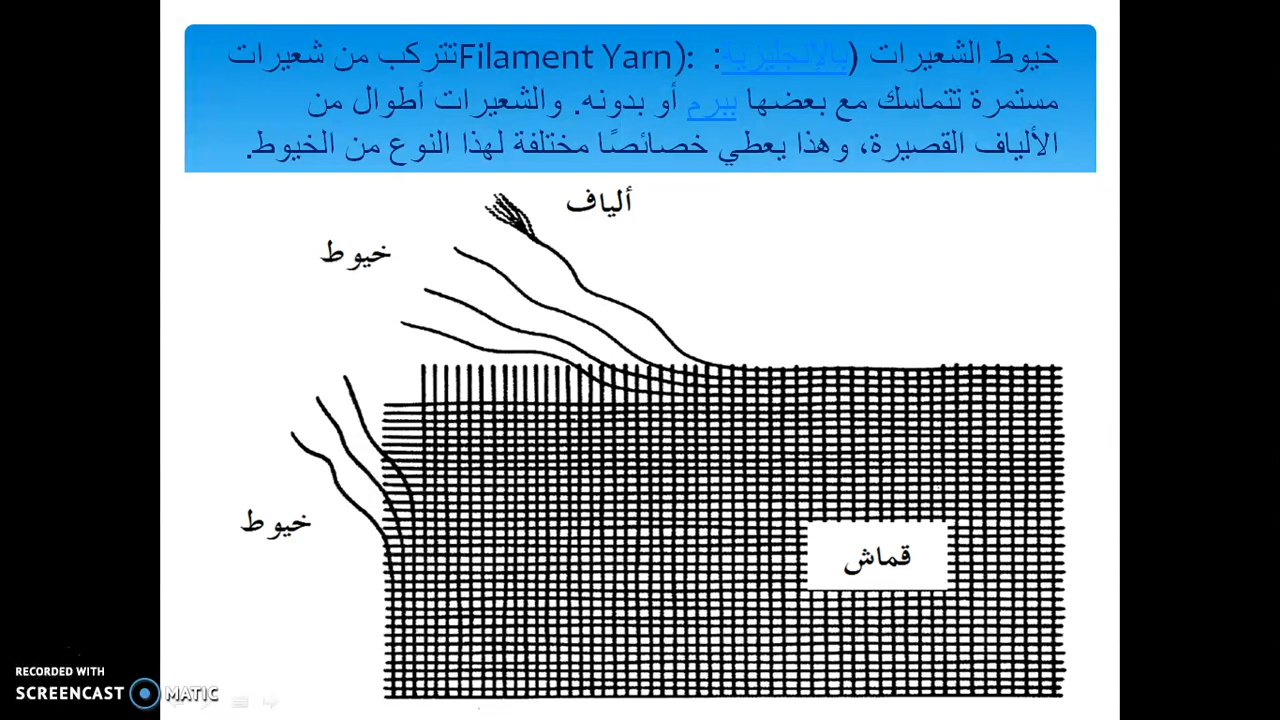 خيوط الشعيرات (بالإنجليزية: Filament Yarn): تتركب من شعيرات
مستمرة تتماسك مع بعضها ببرم أو بدونه. والشعيرات أطوال من
الألياف القصيرة، وهذا يعطي خصائصًا مختلفة لهذا النوع من الخيوط.
ألياف
خيوط
خيوط
قماش
RECORDED WITH
SCREENCAST MATIC